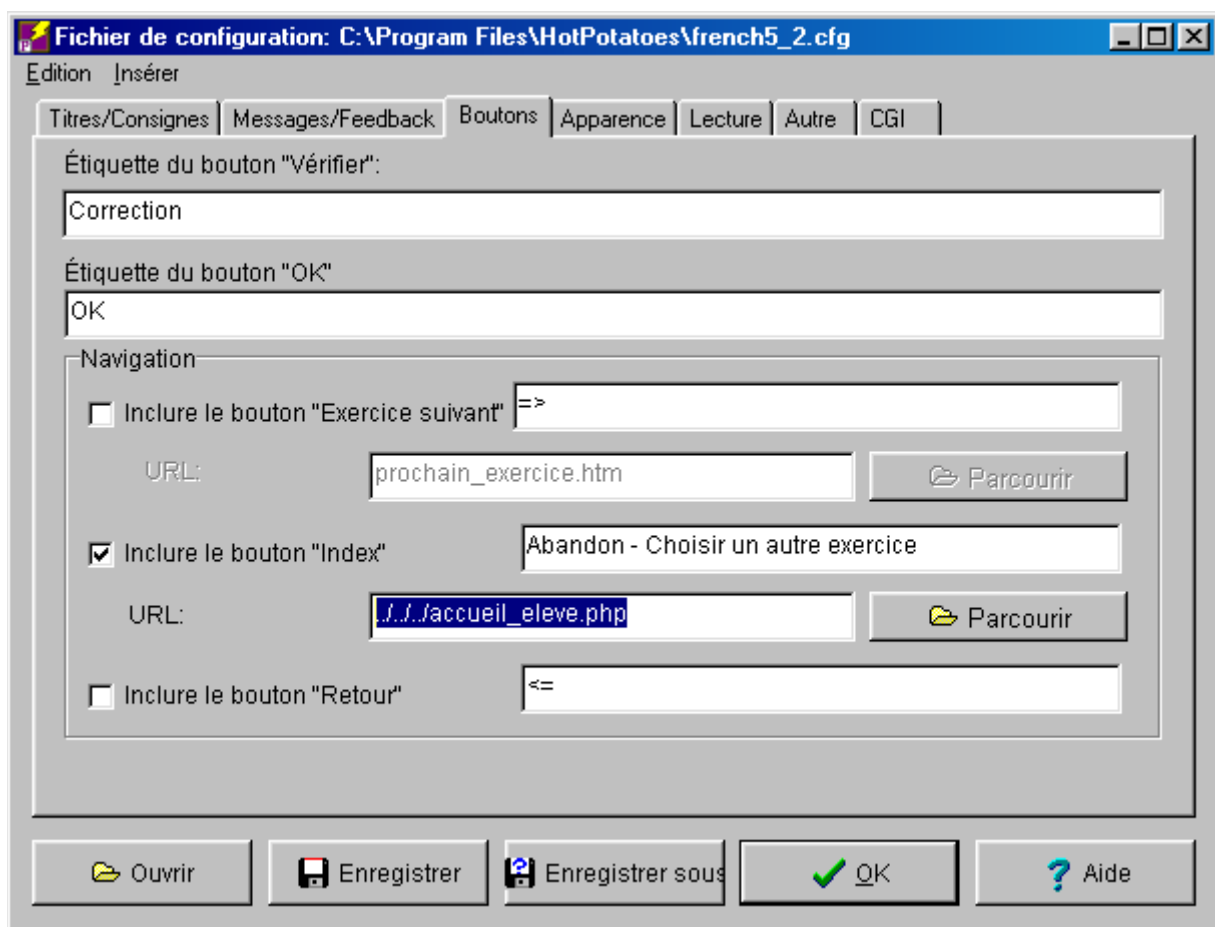 Fichier de configuration: C:\Program Files\HotPotatoes\french5_2.cfg
Edition Insérer
Titres/Consignes Messages/Feedback Boutons Apparence Lecture Autre CGI
Étiquette du bouton "Vérifier":
Correction
Étiquette du bouton "OK"
OK
Navigation
Inclure le bouton "Exercice suivant" =>
URL: prochain_exercice.htm Parcourir
Inclure le bouton "Index" Abandon - Choisir un autre exercice
URL: ../../../accueil_eleve.php Parcourir
Inclure le bouton "Retour" <=
Ouvrir Enregistrer Enregistrer sous OK Aide